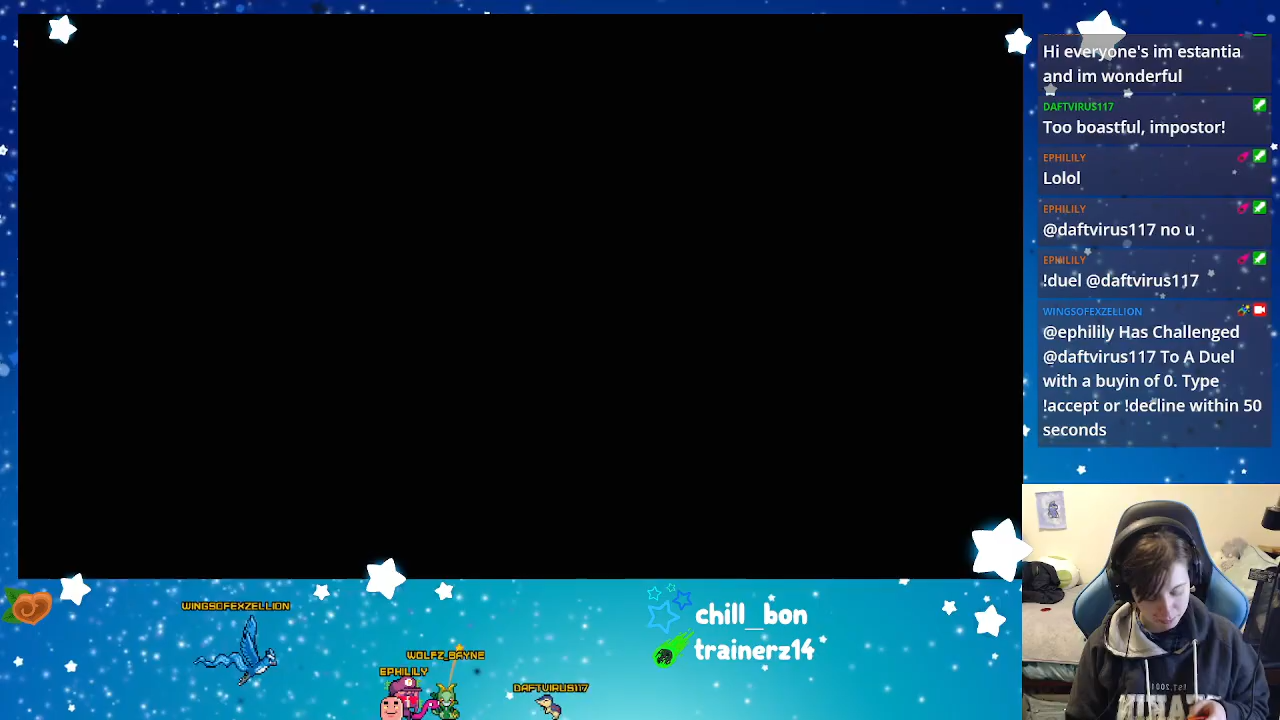 Hi everyone's im estantia
and im wonderful
DAFTVIRUS117
Too boastful, impostor!
EPHILILY
Lolol
EPHILILY
@daftvirus117 no u
EPHILILY
!duel @daftvirus117
WINGSOFEXZELLION
@ephilily Has Challenged
@daftvirus117 To A Duel
with a buyin of 0. Type
!accept or !decline within 50
seconds
WINGSOFEXZELLION
WOLFZ_BAYNE
EPHILILY
DAFTVIRUS117
chill_bon
trainerz14
EST.2001